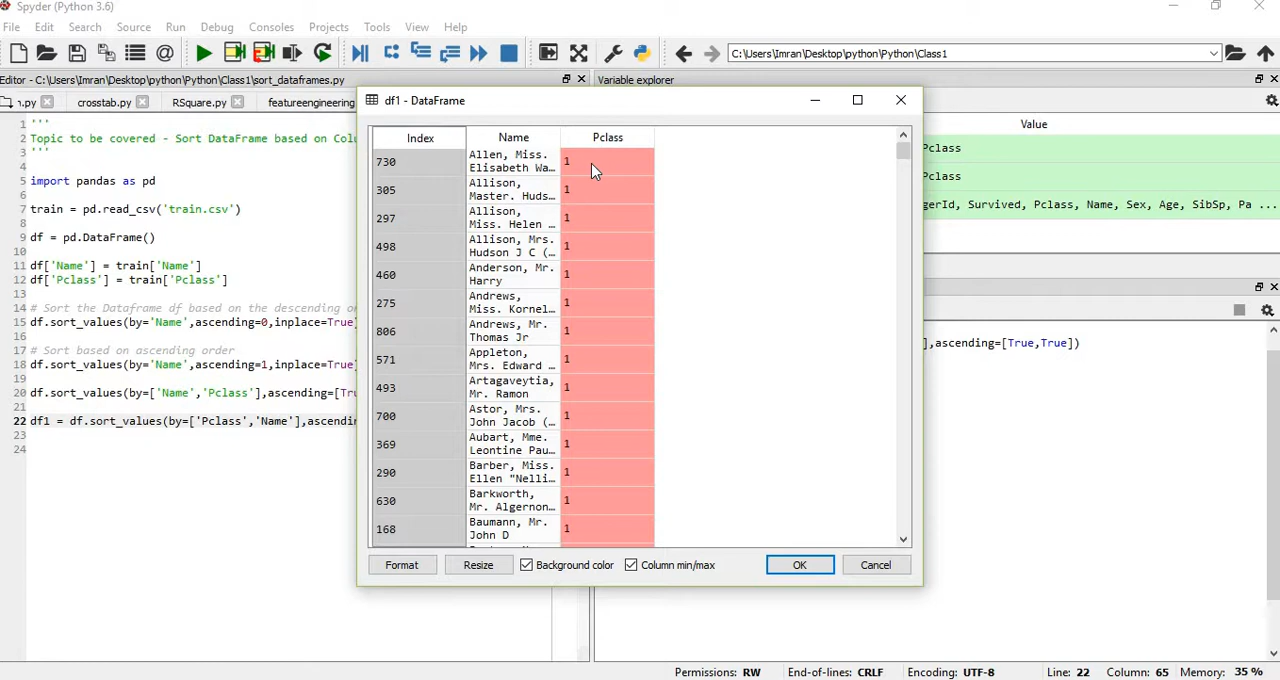 Spyder (Python 3.6)
File Edit Search Source Run Debug Consoles Projects Tools View Help
C:\Users\Imran\Desktop\python\Python\Class1
Editor - C:\Users\Imran\Desktop\python\Python\Class1\sort_dataframes.py
Variable explorer
n.py crosstab.py RSquare.py featureengineering
1 '''
2 Topic to be covered - Sort DataFrame based on Colu
3 '''
4
5 import pandas as pd
6
7 train = pd.read_csv('train.csv')
8
9 df = pd.DataFrame()
10
11 df['Name'] = train['Name']
12 df['Pclass'] = train['Pclass']
13
14 # Sort the Dataframe df based on the descending or
15 df.sort_values(by='Name',ascending=0,inplace=True)
16
17 # Sort based on ascending order
18 df.sort_values(by='Name',ascending=1,inplace=True)
19
20 df.sort_values(by=['Name','Pclass'],ascending=[Tru
21
22 df1 = df.sort_values(by=['Pclass','Name'],ascendin
23
24
df1 - DataFrame
Index Name Pclass
730 Allen, Miss. Elisabeth Wa… 1
305 Allison, Master. Huds… 1
297 Allison, Miss. Helen … 1
498 Allison, Mrs. Hudson J C (… 1
460 Anderson, Mr. Harry 1
275 Andrews, Miss. Kornel… 1
806 Andrews, Mr. Thomas Jr 1
571 Appleton, Mrs. Edward … 1
493 Artagaveytia, Mr. Ramon 1
700 Astor, Mrs. John Jacob (… 1
369 Aubart, Mme. Leontine Pau… 1
290 Barber, Miss. Ellen "Nelli… 1
630 Barkworth, Mr. Algernon… 1
168 Baumann, Mr. John D 1
Format Resize Background color Column min/max OK Cancel
Value
Pclass
Pclass
gerId, Survived, Pclass, Name, Sex, Age, SibSp, Pa ...
],ascending=[True,True])
Permissions: RW End-of-lines: CRLF Encoding: UTF-8 Line: 22 Column: 65 Memory: 35 %